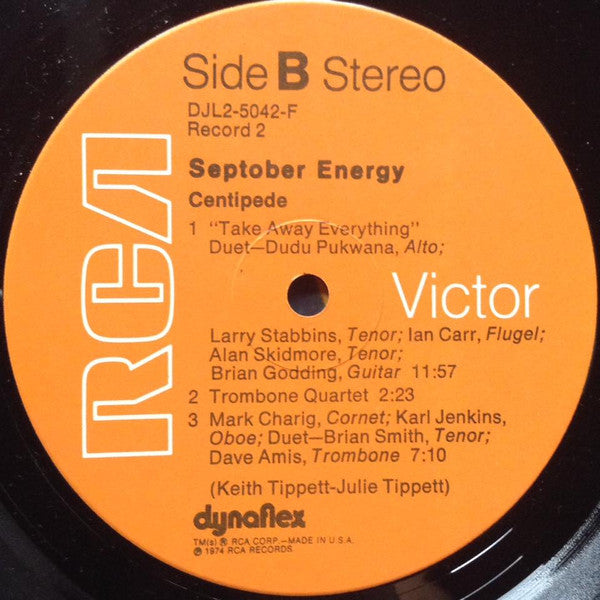 Side B Stereo
DJL2-5042-F
Record 2
Septober Energy
Centipede
1 "Take Away Everything"
Duet—Dudu Pukwana, Alto;
RCA
Victor
Larry Stabbins, Tenor; Ian Carr, Flugel;
Alan Skidmore, Tenor;
Brian Godding, Guitar 11:57
2 Trombone Quartet 2:23
3 Mark Charig, Cornet; Karl Jenkins,
Oboe; Duet—Brian Smith, Tenor;
Dave Amis, Trombone 7:10
(Keith Tippett-Julie Tippett)
dynaflex
TM(s) ® RCA CORP.—MADE IN U.S.A.
℗ 1974 RCA RECORDS